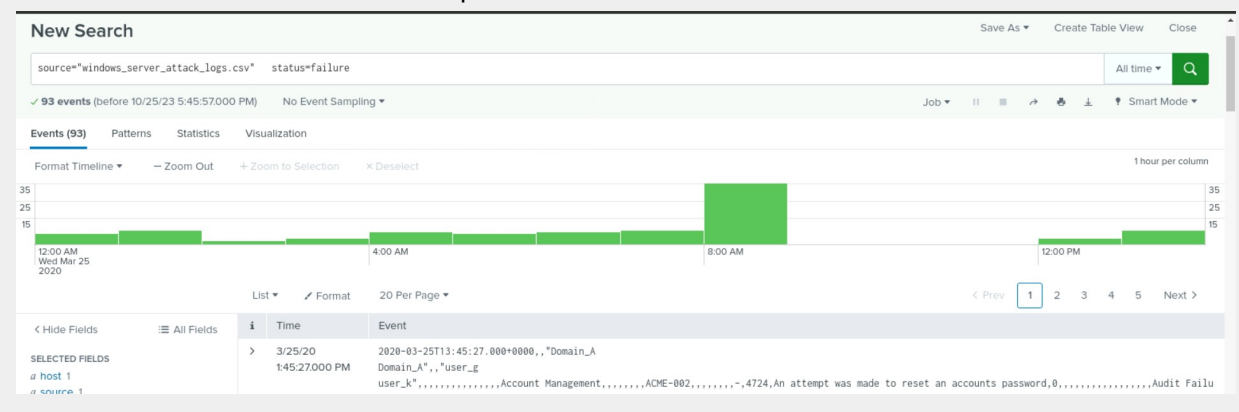 New Search
Save As ▾ Create Table View Close
source="windows_server_attack_logs.csv" status=failure
All time ▾
✓ 93 events (before 10/25/23 5:45:57.000 PM) No Event Sampling ▾
Job ▾ Smart Mode ▾
Events (93) Patterns Statistics Visualization
Format Timeline ▾ — Zoom Out + Zoom to Selection × Deselect
1 hour per column
35 35
25 25
15 15
12:00 AM 4:00 AM 8:00 AM 12:00 PM
Wed Mar 25
2020
List ▾ Format 20 Per Page ▾
< Prev 1 2 3 4 5 Next >
< Hide Fields All Fields
i Time Event
SELECTED FIELDS
a host 1
a source 1
> 3/25/20
1:45:27.000 PM
2020-03-25T13:45:27.000+0000,,"Domain_A
Domain_A",,"user_g
user_k",,,,,,,,,,,,,,,Account Management,,,,,,,,ACME-002,,,,,,,,-,4724,An attempt was made to reset an accounts password,0,,,,,,,,,,,,,,,,,Audit Failu